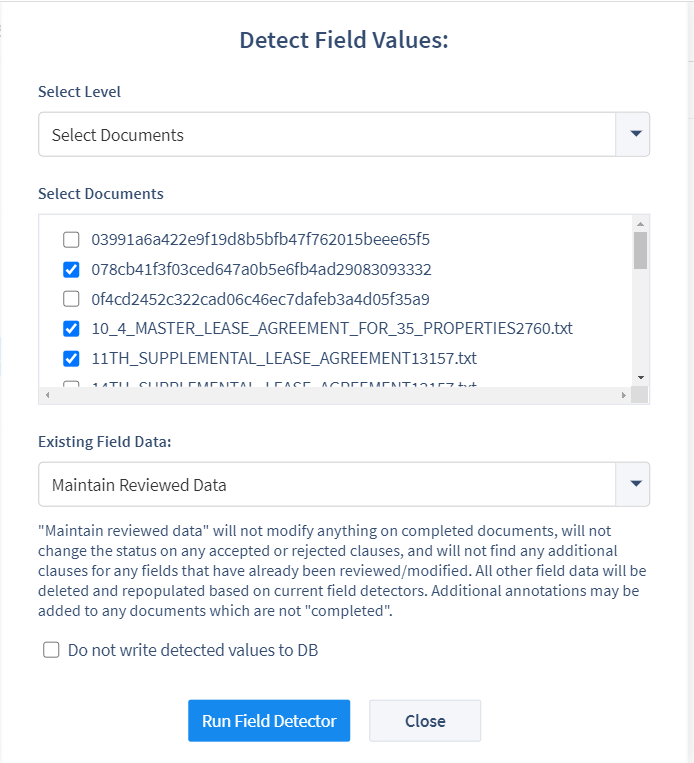 Detect Field Values:
Select Level
Select Documents
Select Documents
03991a6a422e9f19d8b5bfb47f762015beee65f5
078cb41f3f03ced647a0b5e6fb4ad29083093332
0f4cd2452c322cad06c46ec7dafeb3a4d05f35a9
10_4_MASTER_LEASE_AGREEMENT_FOR_35_PROPERTIES2760.txt
11TH_SUPPLEMENTAL_LEASE_AGREEMENT13157.txt
14TH_SUPPLEMENTAL_LEASE_AGREEMENT13157.txt
Existing Field Data:
Maintain Reviewed Data
"Maintain reviewed data" will not modify anything on completed documents, will not
change the status on any accepted or rejected clauses, and will not find any additional
clauses for any fields that have already been reviewed/modified. All other field data will be
deleted and repopulated based on current field detectors. Additional annotations may be
added to any documents which are not "completed".
Do not write detected values to DB
Run Field Detector
Close